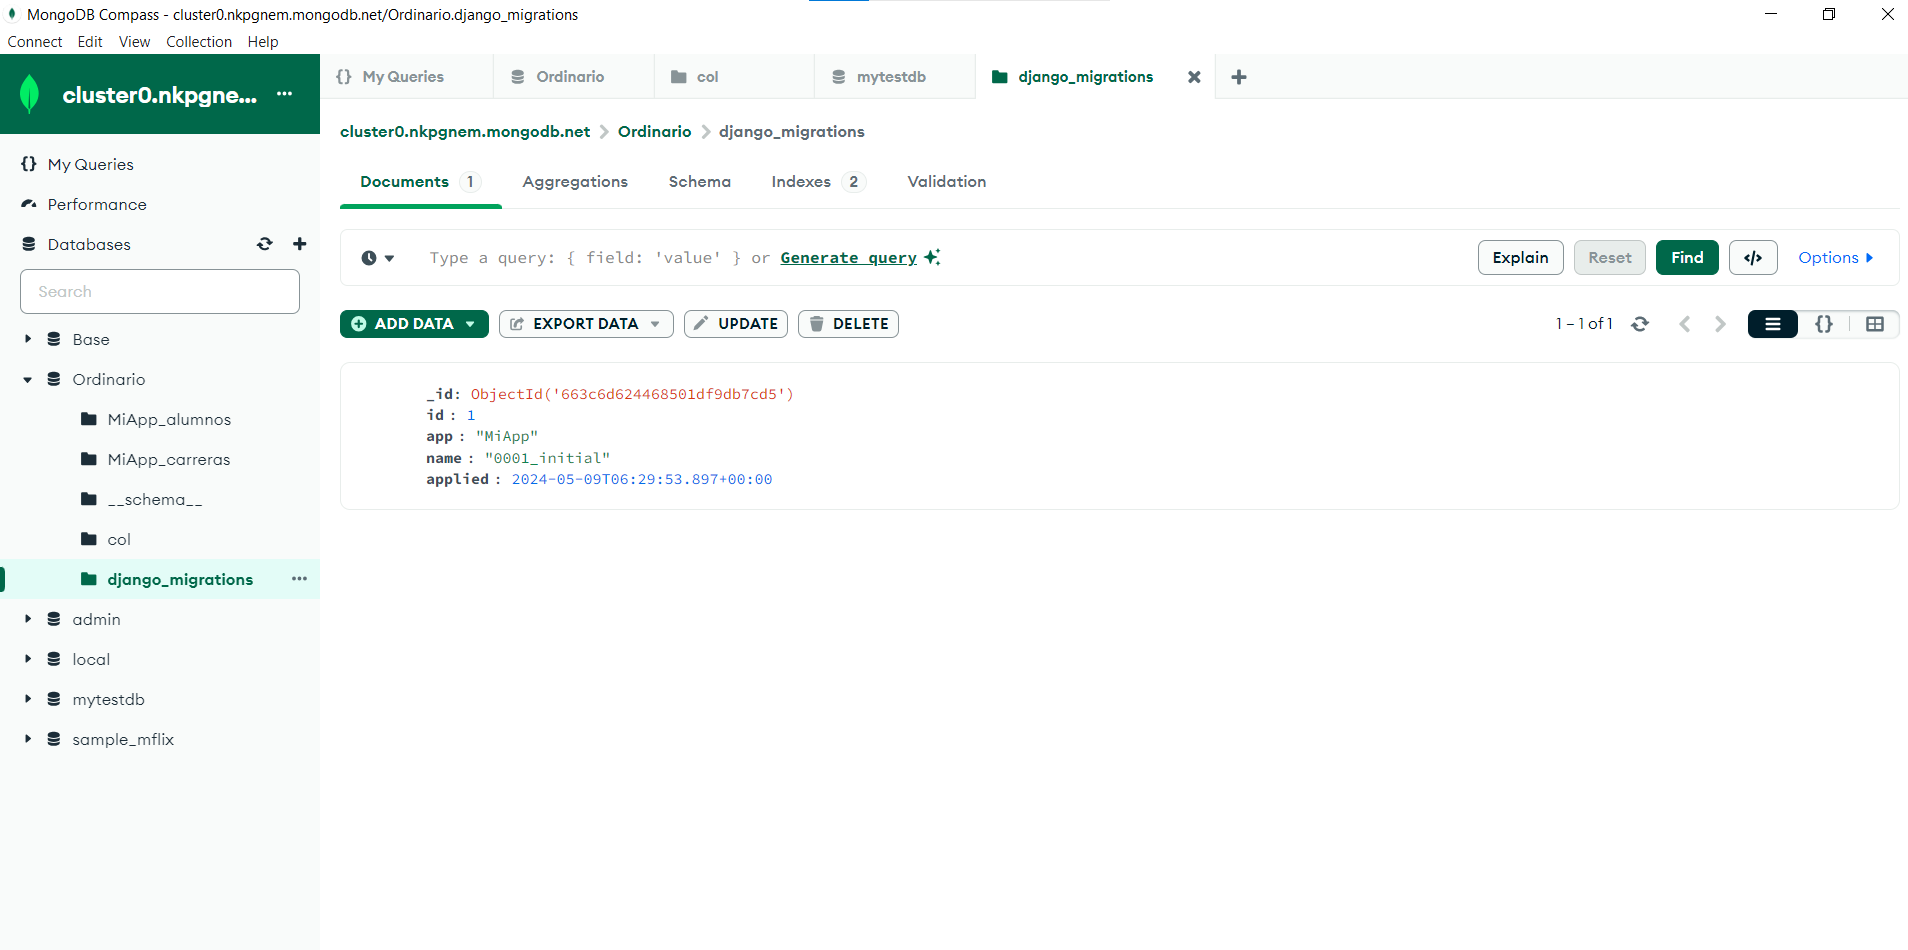 MongoDB Compass - cluster0.nkpgnem.mongodb.net/Ordinario.django_migrations
Connect Edit View Collection Help
cluster0.nkpgne... ...
My Queries
Performance
Databases
Search
Base
Ordinario
MiApp_alumnos
MiApp_carreras
__schema__
col
django_migrations ...
admin
local
mytestdb
sample_mflix
{} My Queries Ordinario col mytestdb django_migrations
cluster0.nkpgnem.mongodb.net > Ordinario > django_migrations
Documents 1 Aggregations Schema Indexes 2 Validation
Type a query: { field: 'value' } or Generate query Explain Reset Find </> Options
ADD DATA EXPORT DATA UPDATE DELETE 1 – 1 of 1 {}
_id: ObjectId('663c6d624468501df9db7cd5')
id : 1
app : "MiApp"
name : "0001_initial"
applied : 2024-05-09T06:29:53.897+00:00